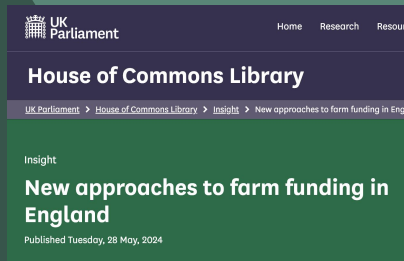 UK
Parliament
Home Research
House of Commons Library
UK Parliament > House of Commons Library > Insight > New approaches to farm funding in
Insight
New approaches to farm funding in
England
Published Tuesday, 28 May, 2024